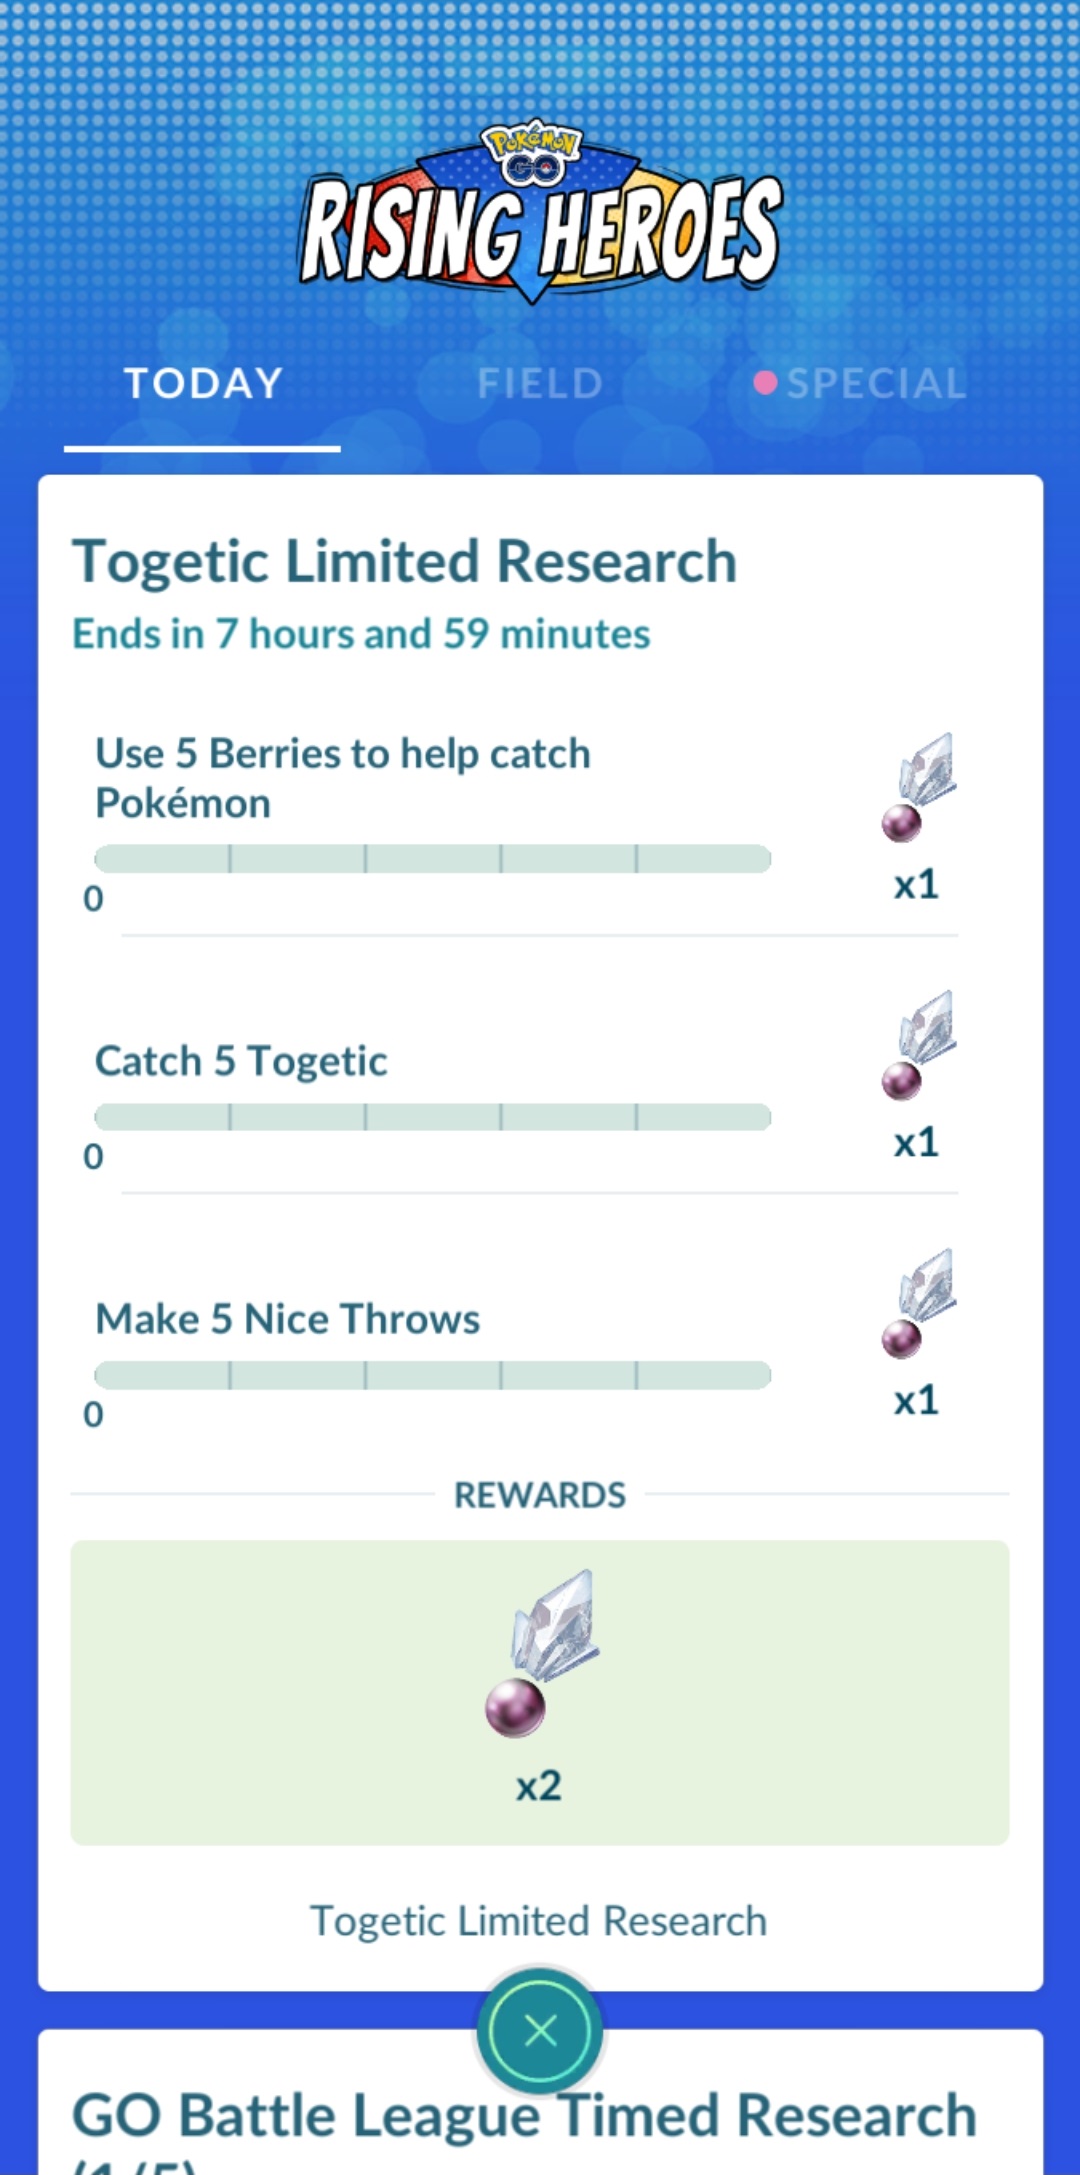 POKéMON
GO
RISING HEROES
TODAY
FIELD
SPECIAL
Togetic Limited Research
Ends in 7 hours and 59 minutes
Use 5 Berries to help catch
Pokémon
0
x1
Catch 5 Togetic
0
x1
Make 5 Nice Throws
0
x1
REWARDS
x2
Togetic Limited Research
GO Battle League Timed Research
(1/5)